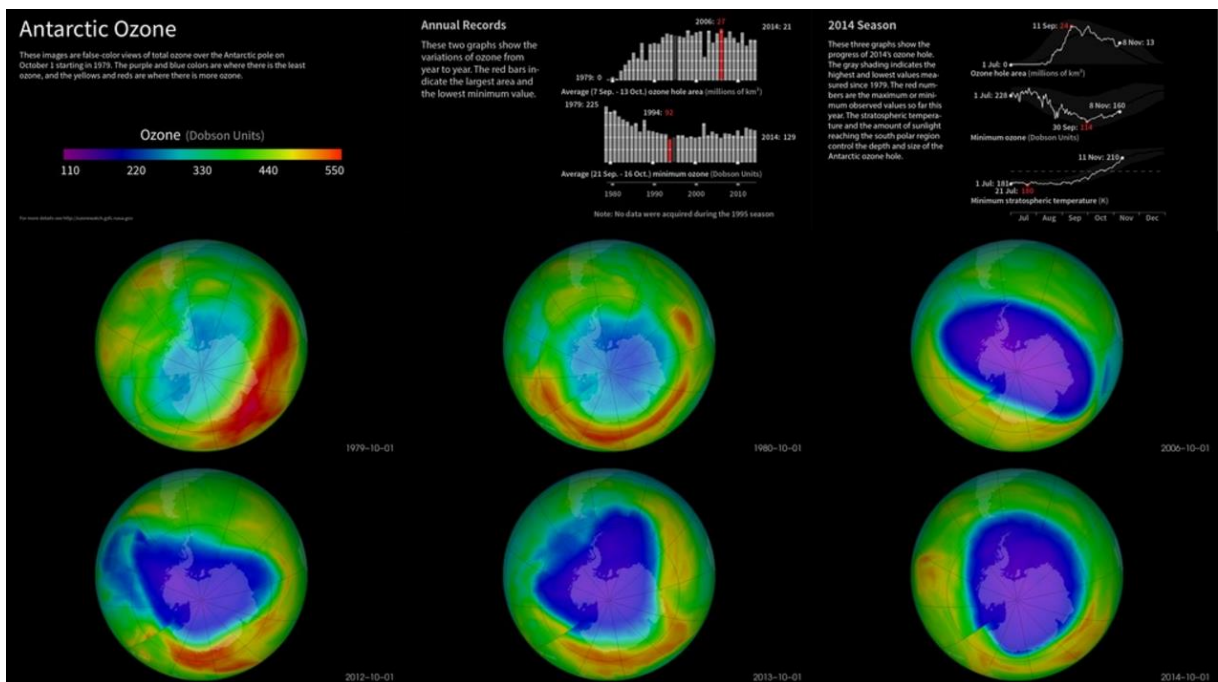 Antarctic Ozone
These images are false-color views of total ozone over the Antarctic pole on
October 1 starting in 1979. The purple and blue colors are where there is the least
ozone, and the yellows and reds are where there is more ozone.
Ozone (Dobson Units)
110 220 330 440 550
Annual Records
These two graphs show the
variations of ozone from
year to year. The red bars in-
dicate the largest area and
the lowest minimum value.
2006: 27
2014: 21
1979: 0
Average (7 Sep. - 13 Oct.) ozone hole area (millions of km²)
1979: 225
1994: 92
2014: 129
Average (21 Sep. - 16 Oct.) minimum ozone (Dobson Units)
1980 1990 2000 2010
Note: No data were acquired during the 1995 season
2014 Season
These three graphs show the
progress of 2014's ozone hole.
The gray shading indicates the
highest and lowest values mea-
sured since 1979. The red num-
bers are the maximum or mini-
mum observed values so far this
year. The stratospheric tempera-
ture and the amount of sunlight
reaching the south polar region
control the depth and size of the
Antarctic ozone hole.
11 Sep: 24
8 Nov: 13
1 Jul: 0
Ozone hole area (millions of km²)
1 Jul: 228
8 Nov: 160
30 Sep: 114
Minimum ozone (Dobson Units)
11 Nov: 210
1 Jul: 181
21 Jul: 180
Minimum stratospheric temperature (K)
Jul Aug Sep Oct Nov Dec
1979-10-01
1980-10-01
2006-10-01
2012-10-01
2013-10-01
2014-10-01